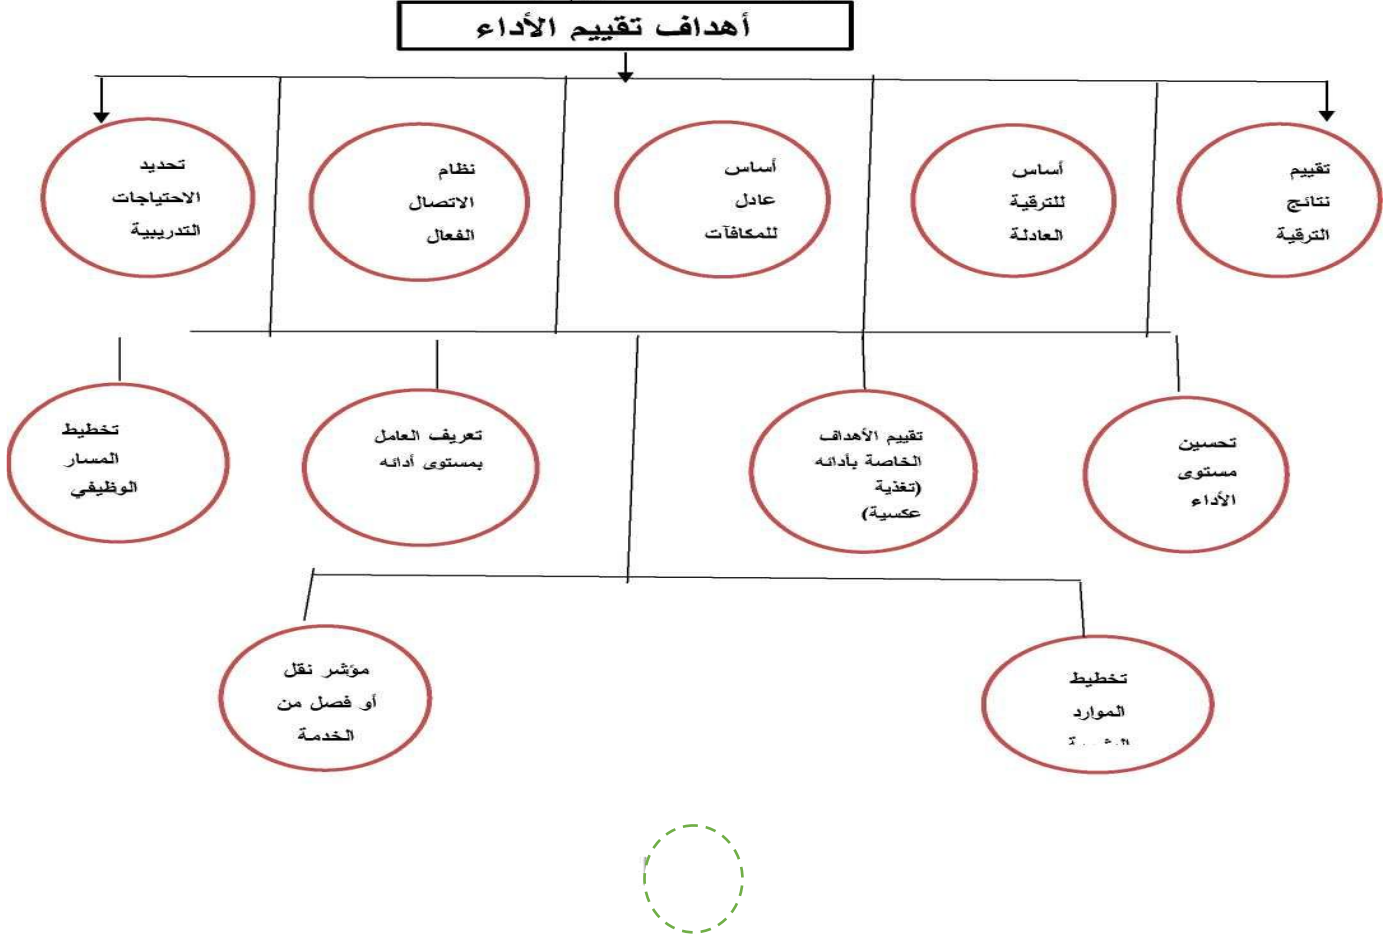 أهداف تقييم الأداء
تقييم
نتائج
الترقية
أساس
للترقية
العادلة
أساس
عادل
للمكافآت
نظام
الاتصال
الفعال
تحديد
الاحتياجات
التدريبية
تحسين
مستوى
الأداء
تقييم الأهداف
الخاصة بأدائه
(تغذية
عكسية)
تعريف العامل
بمستوى أدائه
تخطيط
المسار
الوظيفي
تخطيط
الموارد
مؤشر نقل
أو فصل من
الخدمة